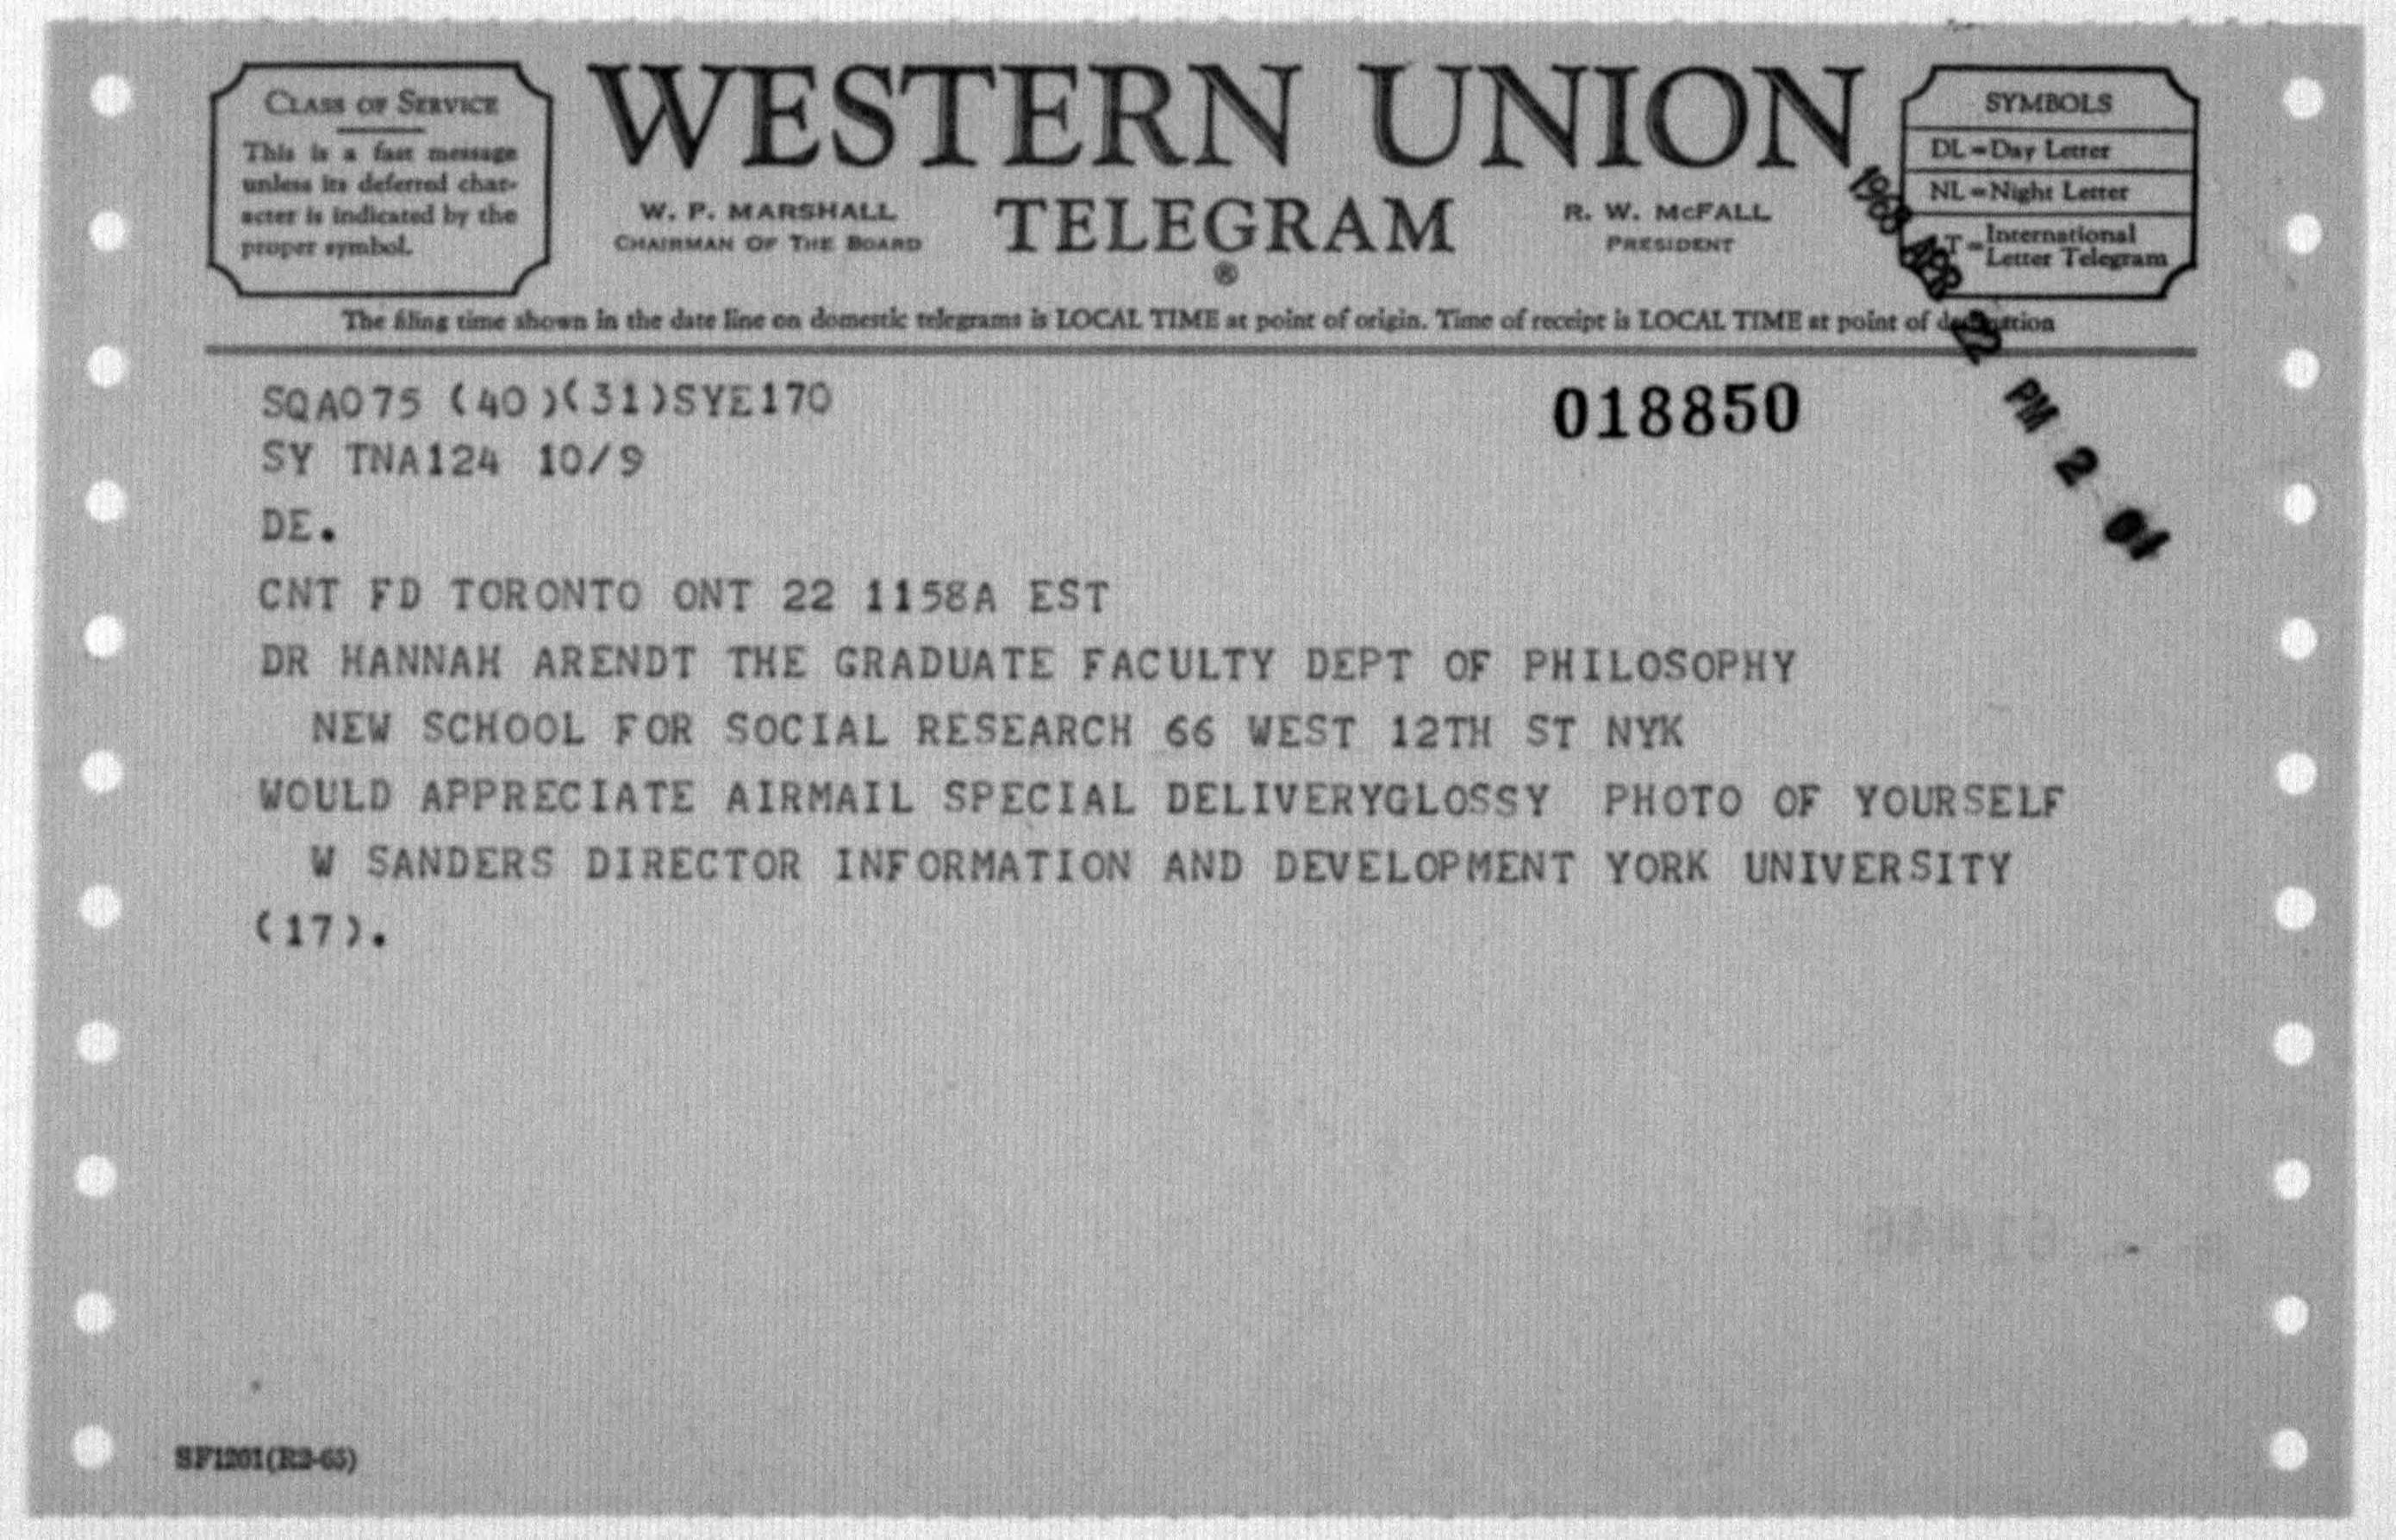 CLASS OF SERVICE
This is a fast message
unless its deferred char-
acter is indicated by the
proper symbol.
WESTERN UNION
TELEGRAM
®
W. P. MARSHALL
CHAIRMAN OF THE BOARD
R. W. McFALL
PRESIDENT
SYMBOLS
DL=Day Letter
NL=Night Letter
LT=International
Letter Telegram
The filing time shown in the date line on domestic telegrams is LOCAL TIME at point of origin. Time of receipt is LOCAL TIME at point of destination
APR 22 PM 2 01
SQA075 (40)(31)SYE170
018850
SY TNA124 10/9
DE.
CNT FD TORONTO ONT 22 1158A EST
DR HANNAH ARENDT THE GRADUATE FACULTY DEPT OF PHILOSOPHY
NEW SCHOOL FOR SOCIAL RESEARCH 66 WEST 12TH ST NYK
WOULD APPRECIATE AIRMAIL SPECIAL DELIVERYGLOSSY PHOTO OF YOURSELF
W SANDERS DIRECTOR INFORMATION AND DEVELOPMENT YORK UNIVERSITY
(17).
SF1201(R2-65)